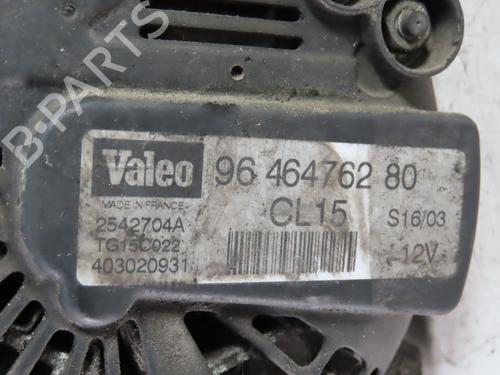 B-PARTS
Valeo
96 464762 80
MADE IN FRANCE
CL15
S16/03
2542704A
TG15C022
12V
403020931